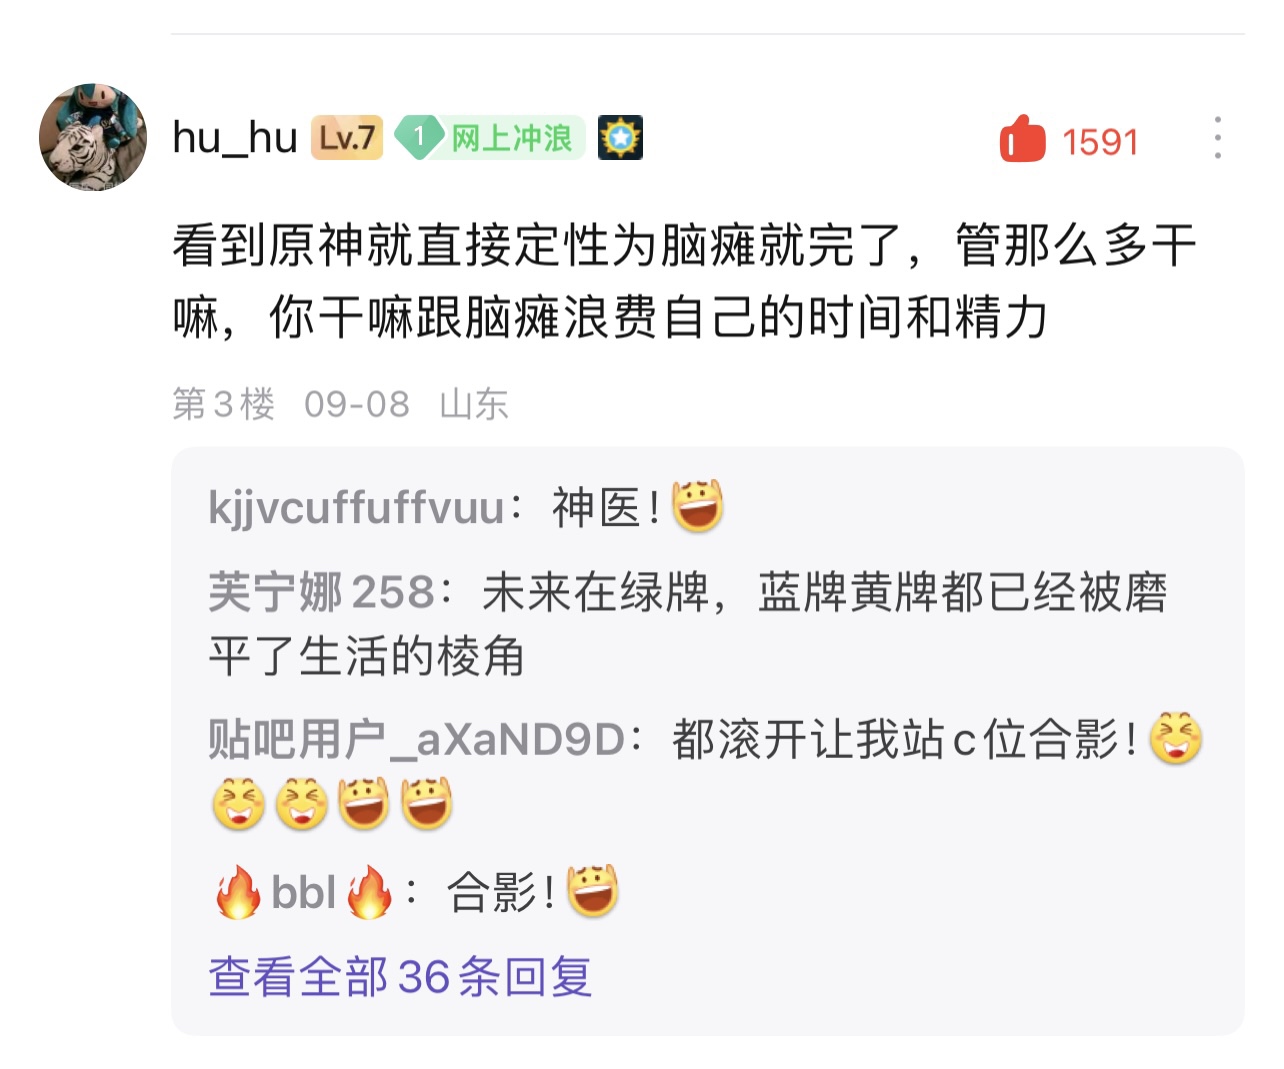 hu_hu Lv.7 1 网上冲浪 1591
看到原神就直接定性为脑瘫就完了，管那么多干
嘛，你干嘛跟脑瘫浪费自己的时间和精力
第3楼 09-08 山东
kjjvcuffuffvuu：神医！
芙宁娜258：未来在绿牌，蓝牌黄牌都已经被磨
平了生活的棱角
贴吧用户_aXaND9D：都滚开让我站c位合影！
🔥bbl🔥：合影！
查看全部36条回复